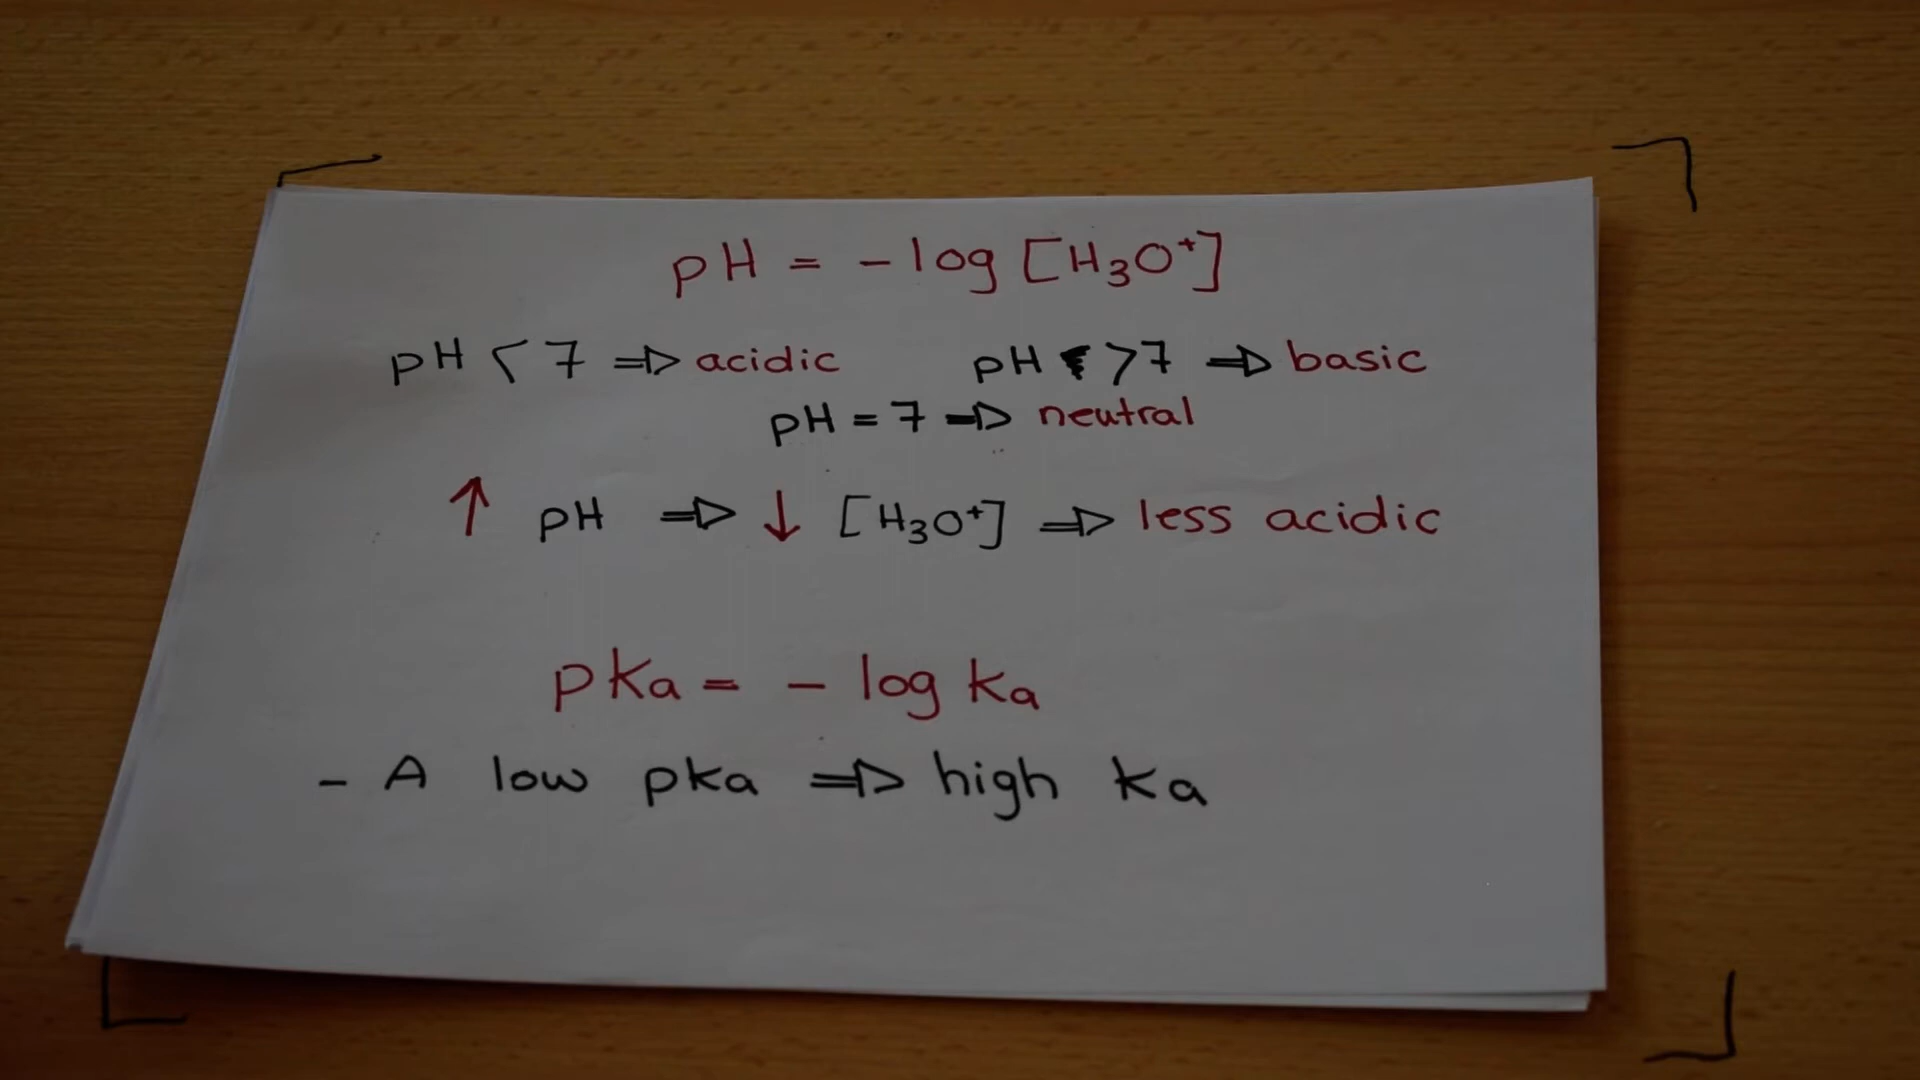 pH = - log [H₃O⁺]
pH < 7 ⇒ acidic pH > 7 ⇒ basic
pH = 7 ⇒ neutral
↑ pH ⇒ ↓ [H₃O⁺] ⇒ less acidic
pka = - log ka
- A low pka ⇒ high ka